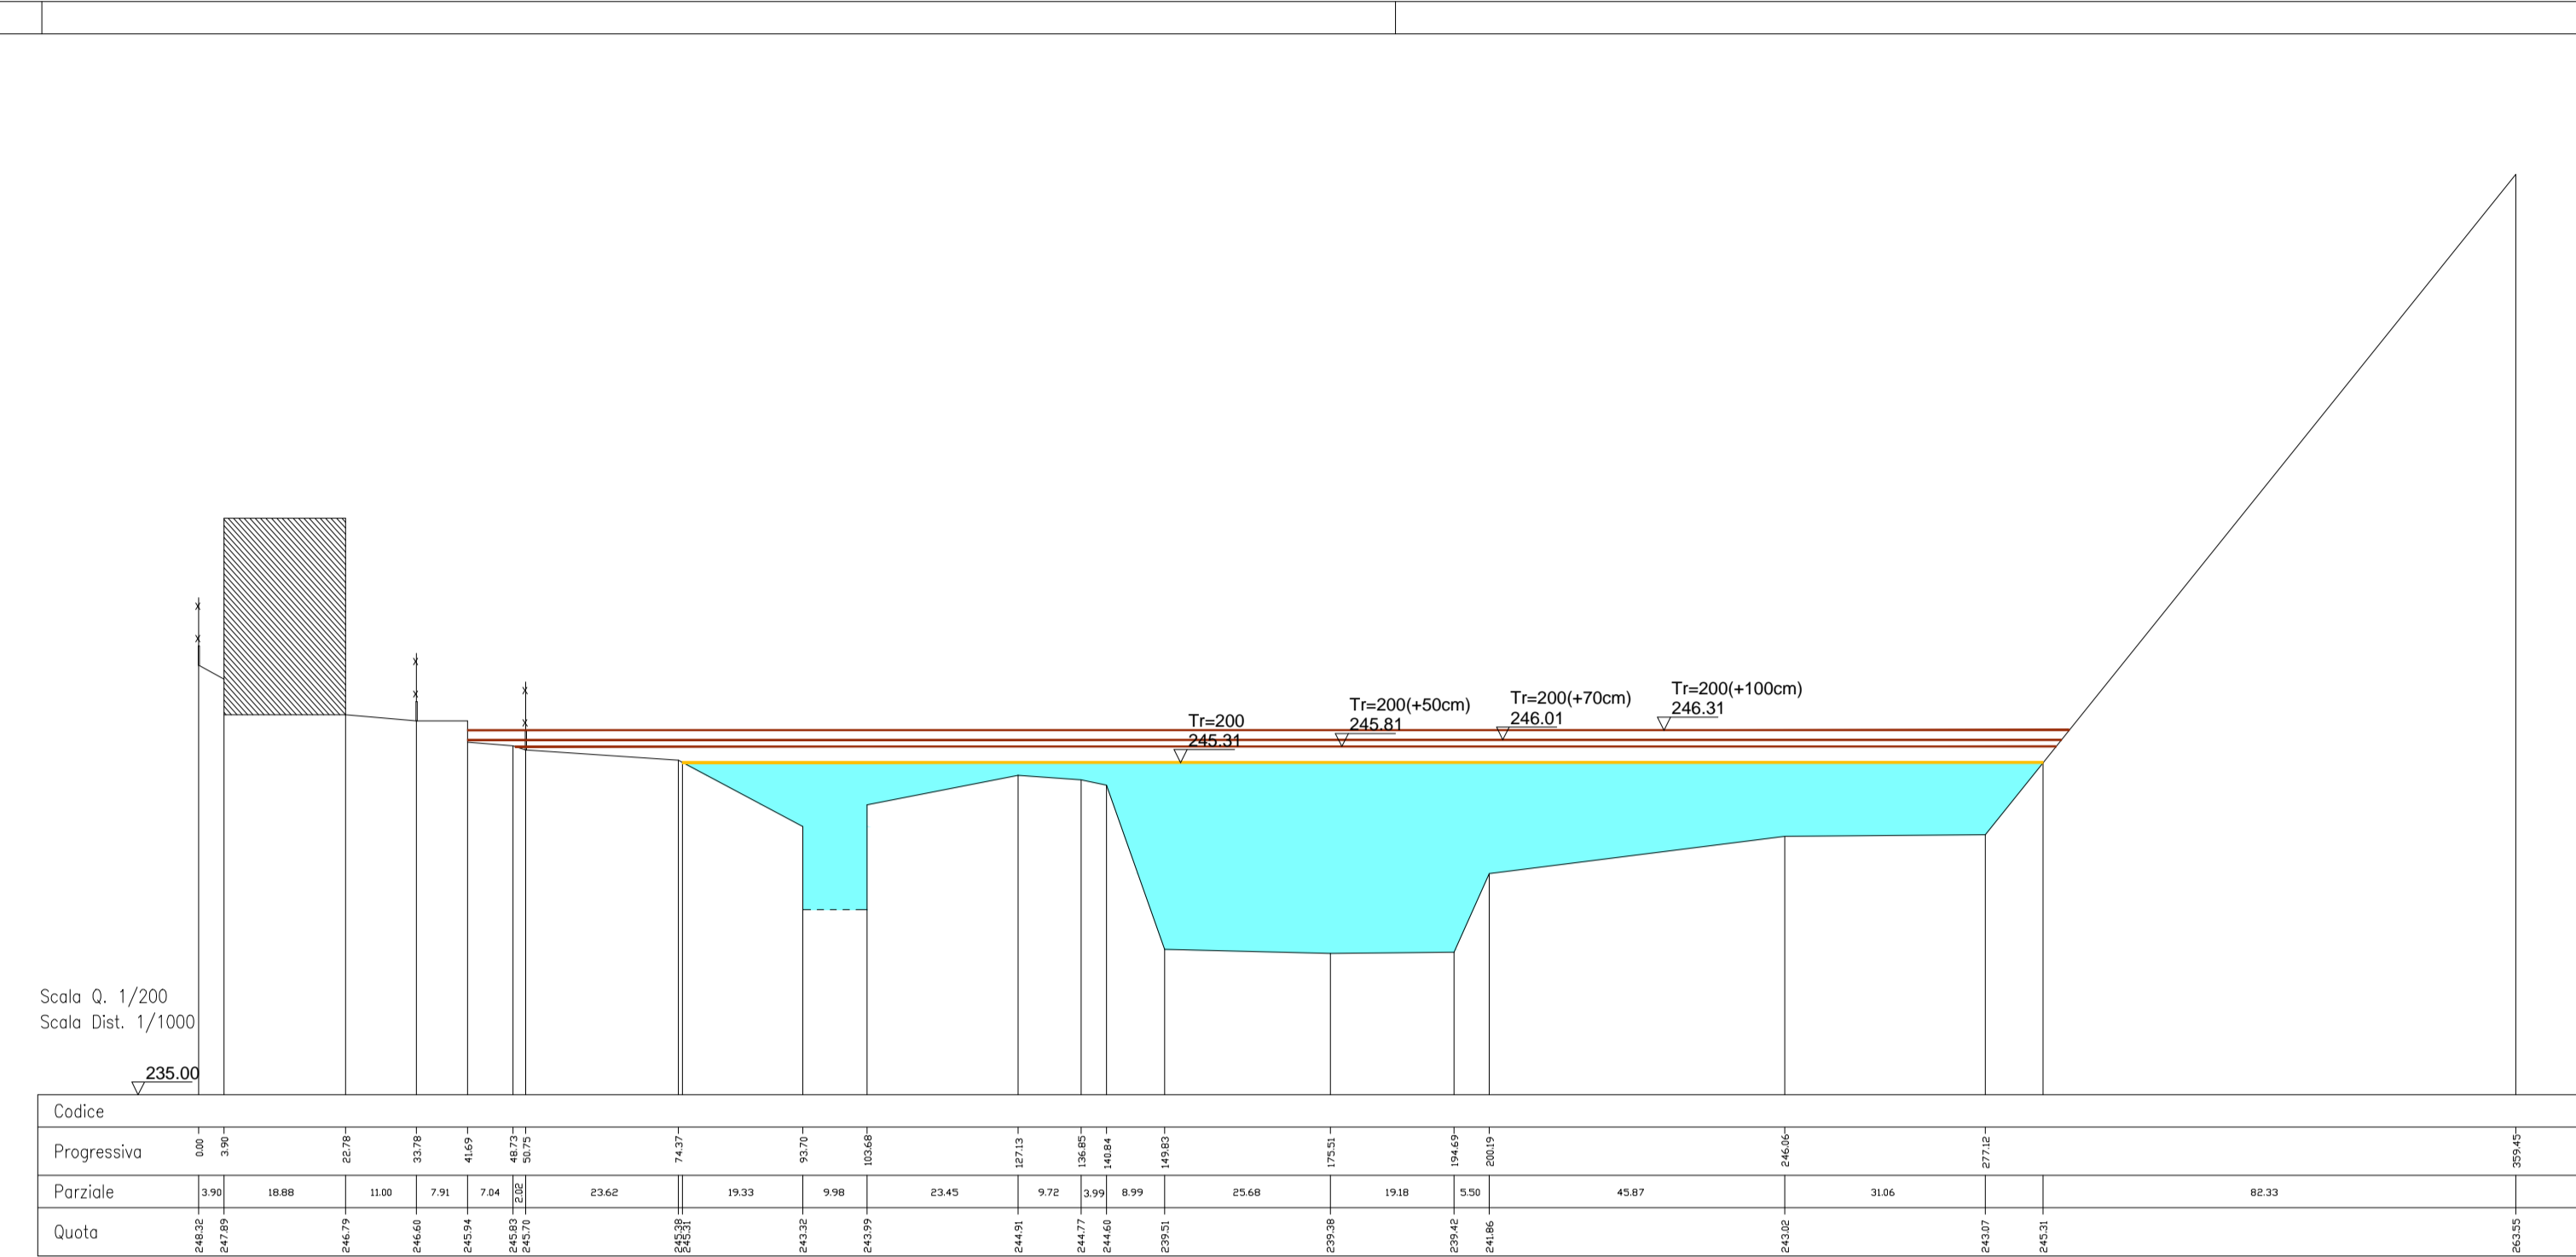 Tr=200(+100cm)
246.31
Tr=200(+70cm)
246.01
Tr=200(+50cm)
245.81
Tr=200
245.31
Scala Q. 1/200
Scala Dist. 1/1000
235.00
Codice
Progressiva 0.00 3.90 22.78 33.78 41.69 48.73 50.75 74.37 93.70 103.68 127.13 136.85 140.84 149.83 175.51 194.69 200.19 246.06 277.12 359.45
Parziale 3.90 18.88 11.00 7.91 7.04 2.02 23.62 19.33 9.98 23.45 9.72 3.99 8.99 25.68 19.18 5.50 45.87 31.06 82.33
Quota 248.32 247.89 246.79 246.60 245.94 245.83 245.70 245.38 245.31 243.32 243.99 244.91 244.77 244.60 239.51 239.38 239.42 241.86 243.02 243.07 245.31 263.55